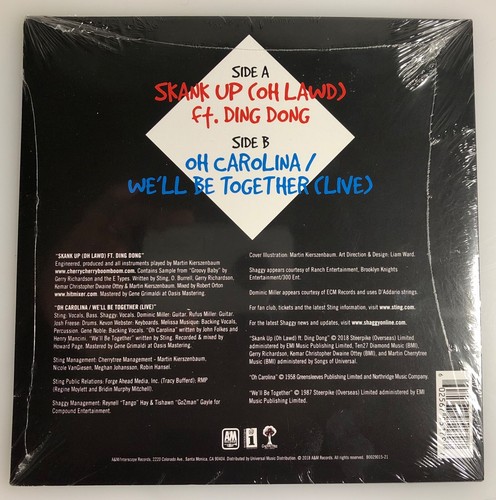 SIDE A
SKANK UP (OH LAWD)
ft. DING DONG
SIDE B
OH CAROLINA /
WE'LL BE TOGETHER (LIVE)
"SKANK UP (OH LAWD) FT. DING DONG"
Engineered, produced and all instruments played by Martin Kierszenbaum
www.cherrycherryboomboom.com. Contains Sample from "Groovy Baby" by
Gerry Richardson and the E Types. Written by Sting, O. Burrell, Gerry Richardson,
Kemar Christopher Dwaine Ottey & Martin Kierszenbaum. Mixed by Robert Orton
www.hitmixer.com. Mastered by Gene Grimaldi at Oasis Mastering.
"OH CAROLINA / WE'LL BE TOGETHER (LIVE)"
Sting: Vocals, Bass. Shaggy: Vocals. Dominic Miller: Guitar. Rufus Miller: Guitar.
Josh Freese: Drums. Kevon Webster: Keyboards. Melissa Musique: Backing Vocals,
Percussion. Gene Noble: Backing Vocals. "Oh Carolina" written by John Folkes and
Henry Mancini. "We'll Be Together" written by Sting. Recorded & mixed by
Howard Page. Mastered by Gene Grimaldi at Oasis Mastering.
Sting Management: Cherrytree Management - Martin Kierszenbaum,
Nicole VanGiesen, Meghan Johansson, Robin Hansel.
Sting Public Relations: Forge Ahead Media, Inc. (Tracy Bufferd); RMP
(Regine Moylett and Bridin Murphy Mitchell).
Shaggy Management: Reynell "Tango" Hay & Tishawn "Go2man" Gayle for
Compound Entertainment.
Cover Illustration: Martin Kierszenbaum. Art Direction & Design: Liam Ward.
Shaggy appears courtesy of Ranch Entertainment, Brooklyn Knights
Entertainment/300 Ent.
Dominic Miller appears courtesy of ECM Records and uses D'Addario strings.
For fan club, tickets and the latest Sting information, visit www.sting.com.
For the latest Shaggy news and updates, visit www.shaggyonline.com.
"Skank Up (Oh Lawd) ft. Ding Dong" © 2018 Steerpike (Overseas) Limited
administered by EMI Music Publishing Limited, Ten27 Diamond Music (BMI),
Gerry Richardson, Kemar Christopher Dwaine Ottey (BMI), and Martin Cherrytree
Music (BMI) administered by Songs of Universal.
"Oh Carolina" © 1958 Greensleeves Publishing Limited and Northridge Music Company.
"We'll Be Together" © 1987 Steerpike (Overseas) Limited administered by EMI
Music Publishing Limited.
A&M
i
A&M/Interscope Records, 2220 Colorado Ave., Santa Monica, CA 90404. Distributed by Universal Music Distribution. © 2018 A&M Records. All rights reserved. B0029015-21